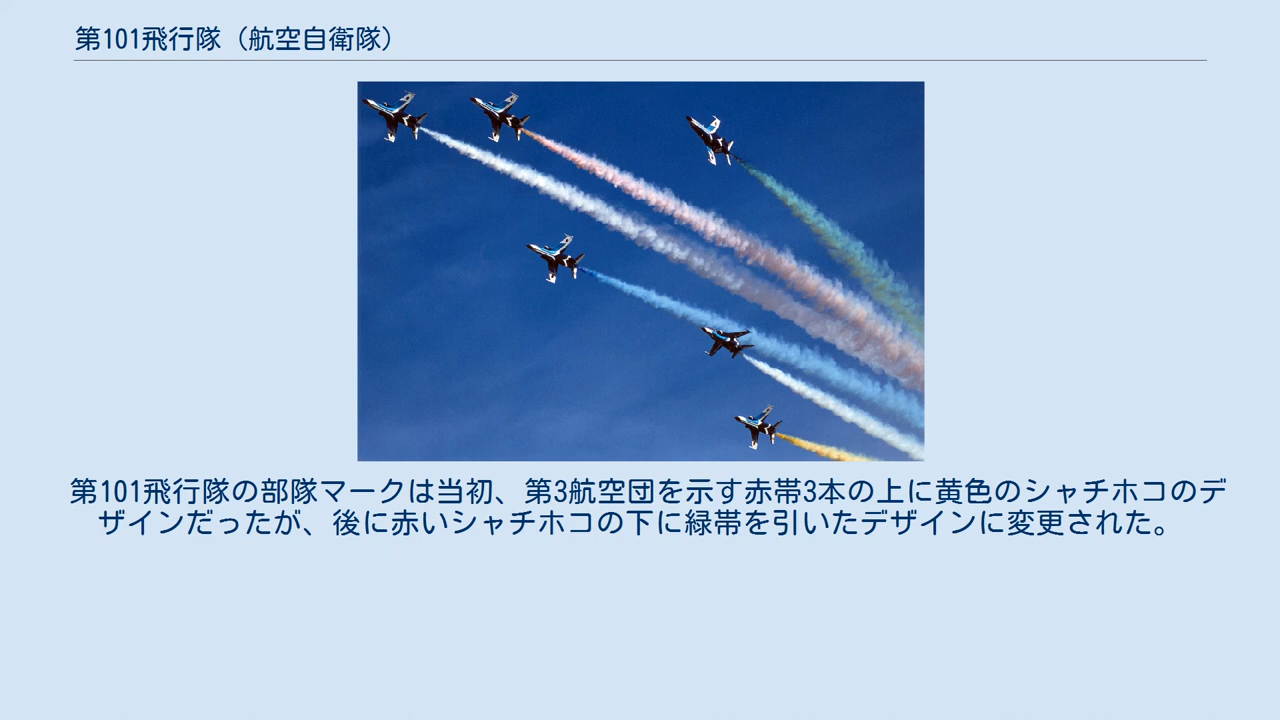 第101飛行隊（航空自衛隊）
第101飛行隊の部隊マークは当初、第3航空団を示す赤帯3本の上に黄色のシャチホコのデ
ザインだったが、後に赤いシャチホコの下に緑帯を引いたデザインに変更された。